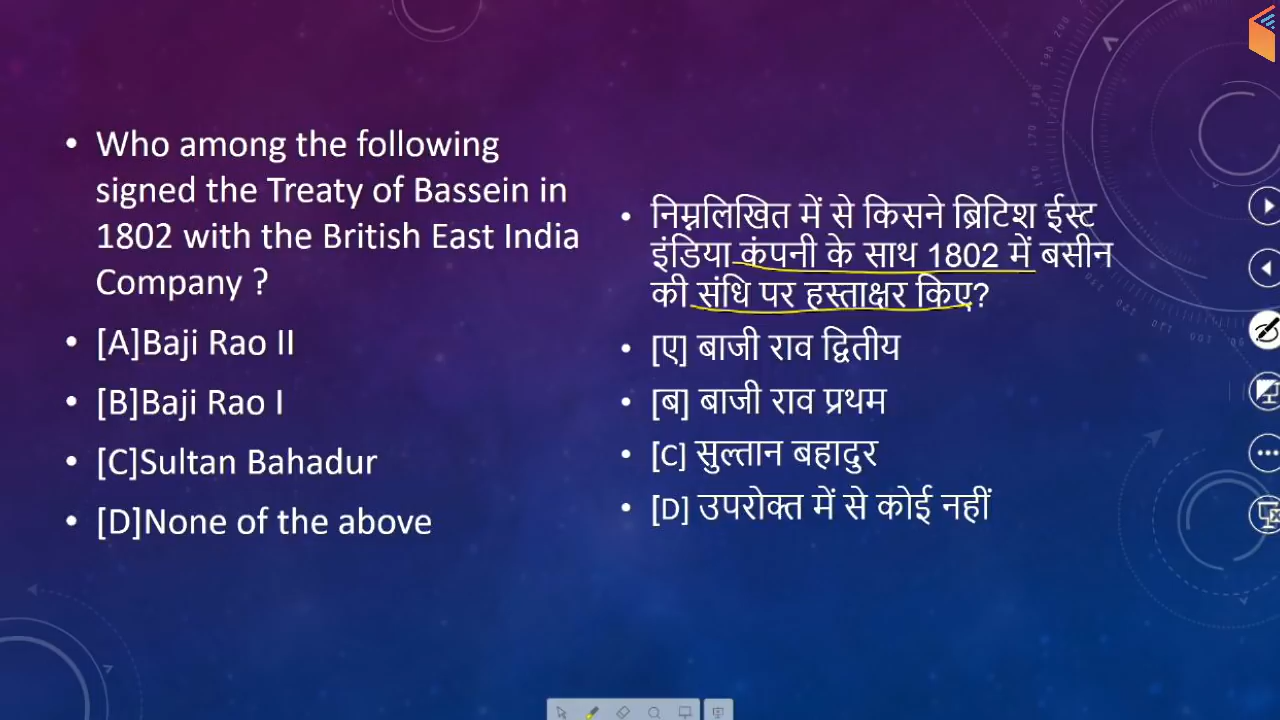 • Who among the following
signed the Treaty of Bassein in
1802 with the British East India
Company ?
• [A]Baji Rao II
• [B]Baji Rao I
• [C]Sultan Bahadur
• [D]None of the above
• निम्नलिखित में से किसने ब्रिटिश ईस्ट
इंडिया कंपनी के साथ 1802 में बसीन
की संधि पर हस्ताक्षर किए?
• [ए] बाजी राव द्वितीय
• [ब] बाजी राव प्रथम
• [C] सुल्तान बहादुर
• [D] उपरोक्त में से कोई नहीं